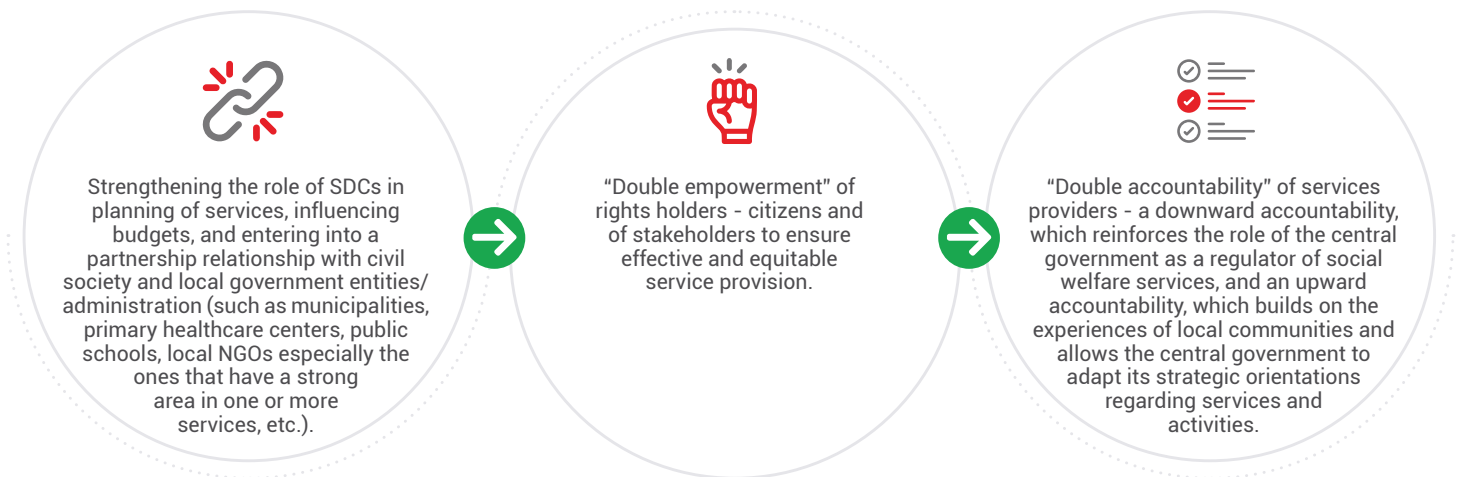 Strengthening the role of SDCs in
planning of services, influencing
budgets, and entering into a
partnership relationship with civil
society and local government entities/
administration (such as municipalities,
primary healthcare centers, public
schools, local NGOs especially the
ones that have a strong
area in one or more
services, etc.).
“Double empowerment” of
rights holders - citizens and
of stakeholders to ensure
effective and equitable
service provision.
“Double accountability” of services
providers - a downward accountability,
which reinforces the role of the central
government as a regulator of social
welfare services, and an upward
accountability, which builds on the
experiences of local communities and
allows the central government to
adapt its strategic orientations
regarding services and
activities.